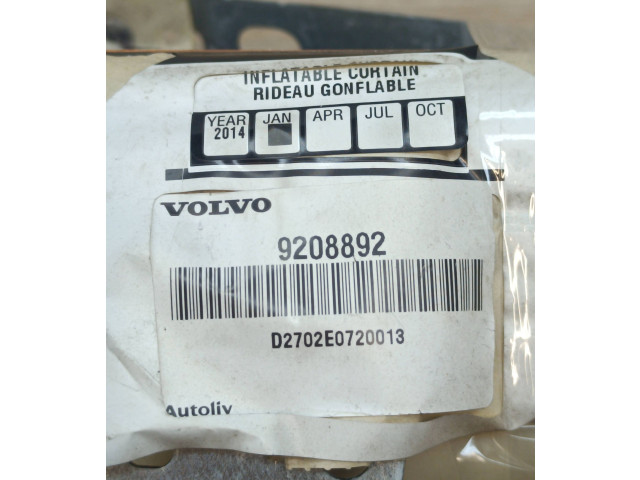 INFLATABLE CURTAIN
RIDEAU GONFLABLE
YEAR JAN APR JUL OCT
2014
VOLVO
9208892
D2702E0720013
Autoliv